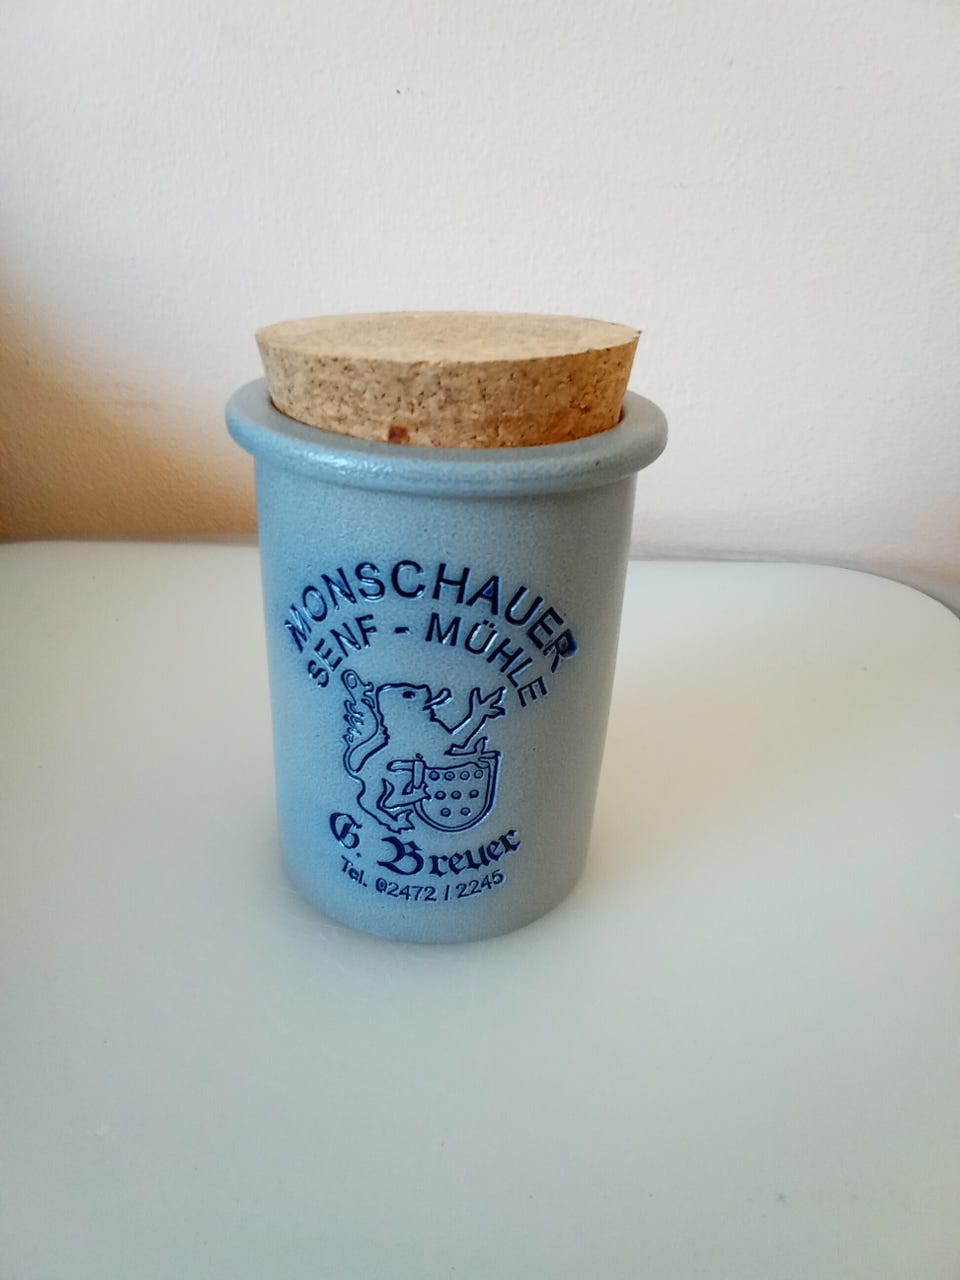 MONSCHAUER
SENF - MÜHLE
G. Breuer
Tel. 02472 / 2245